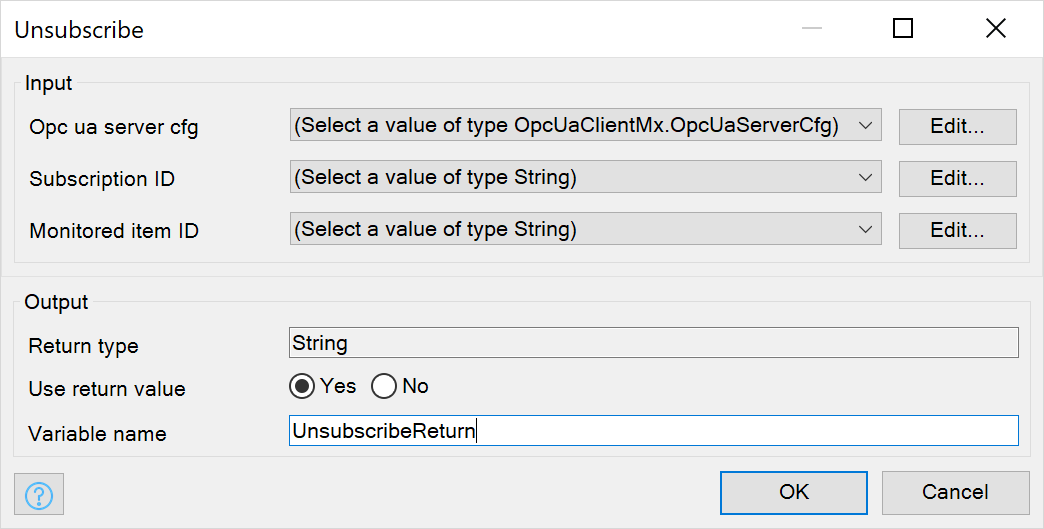 Unsubscribe
Input
Opc ua server cfg (Select a value of type OpcUaClientMx.OpcUaServerCfg) Edit...
Subscription ID (Select a value of type String) Edit...
Monitored item ID (Select a value of type String) Edit...
Output
Return type String
Use return value Yes No
Variable name UnsubscribeReturn
? OK Cancel